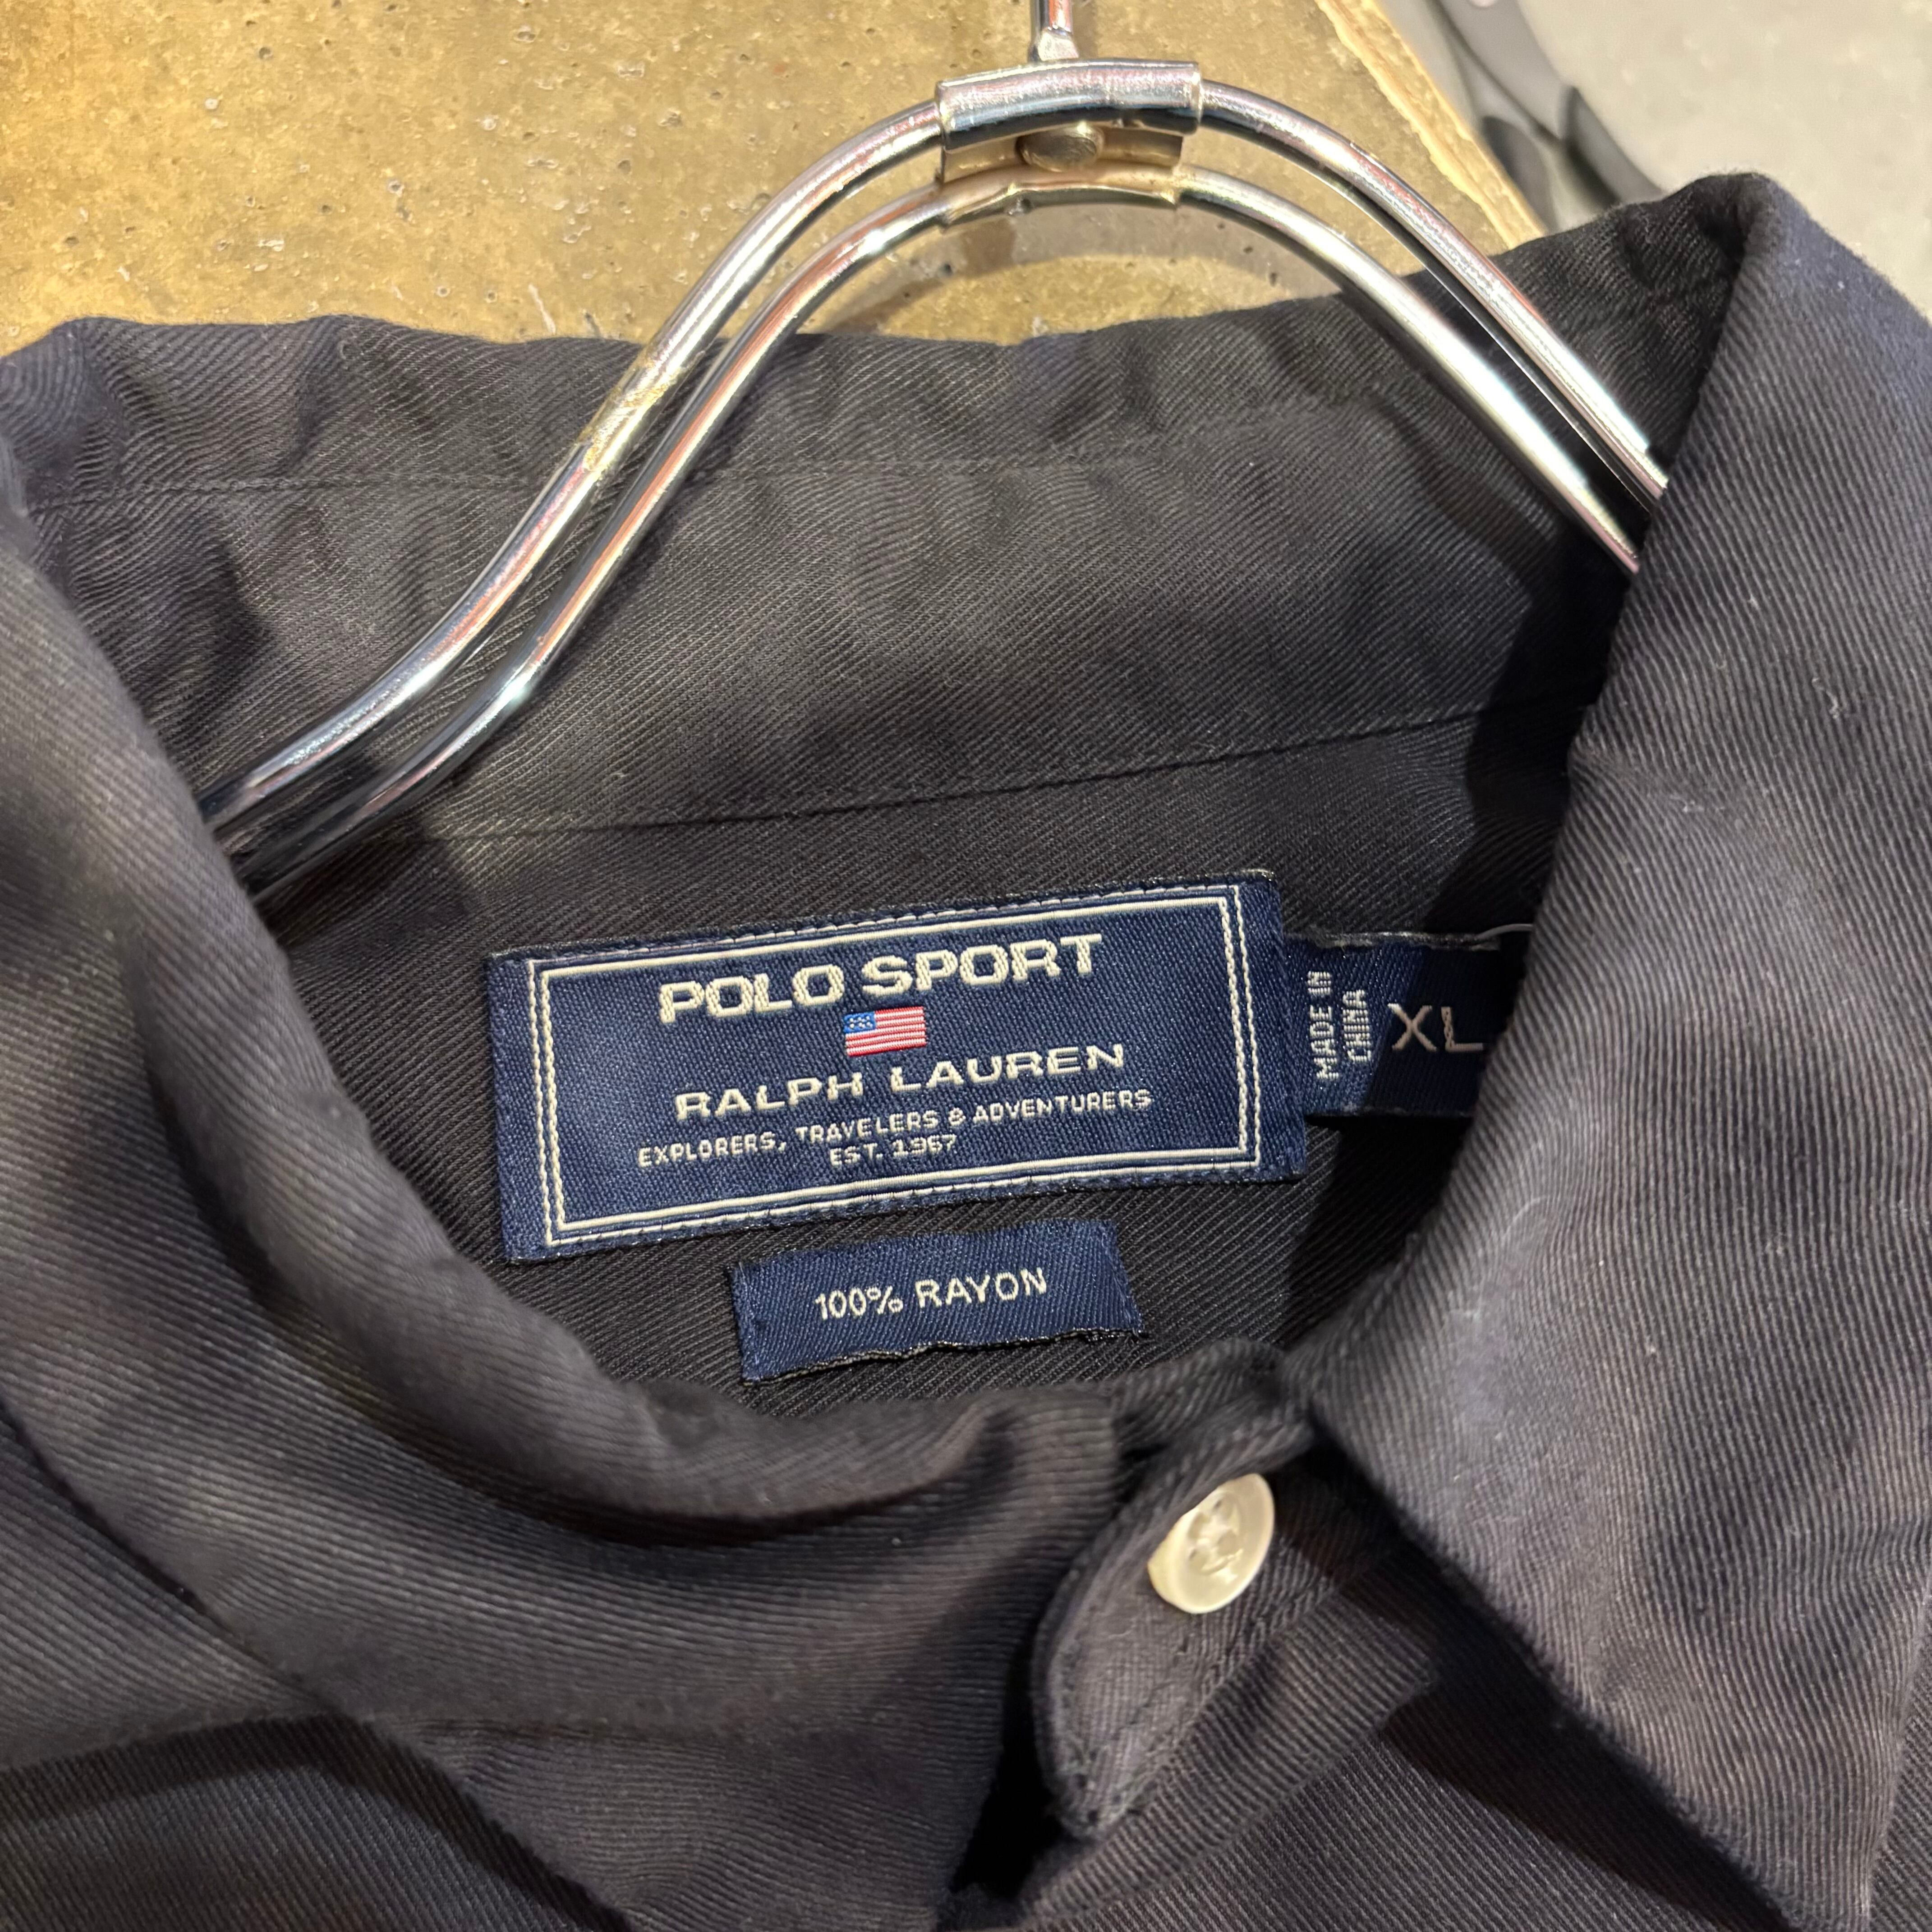 POLO SPORT
RALPH LAUREN
EXPLORERS, TRAVELERS & ADVENTURERS
EST. 1967
MADE IN
CHINA
XL
100% RAYON